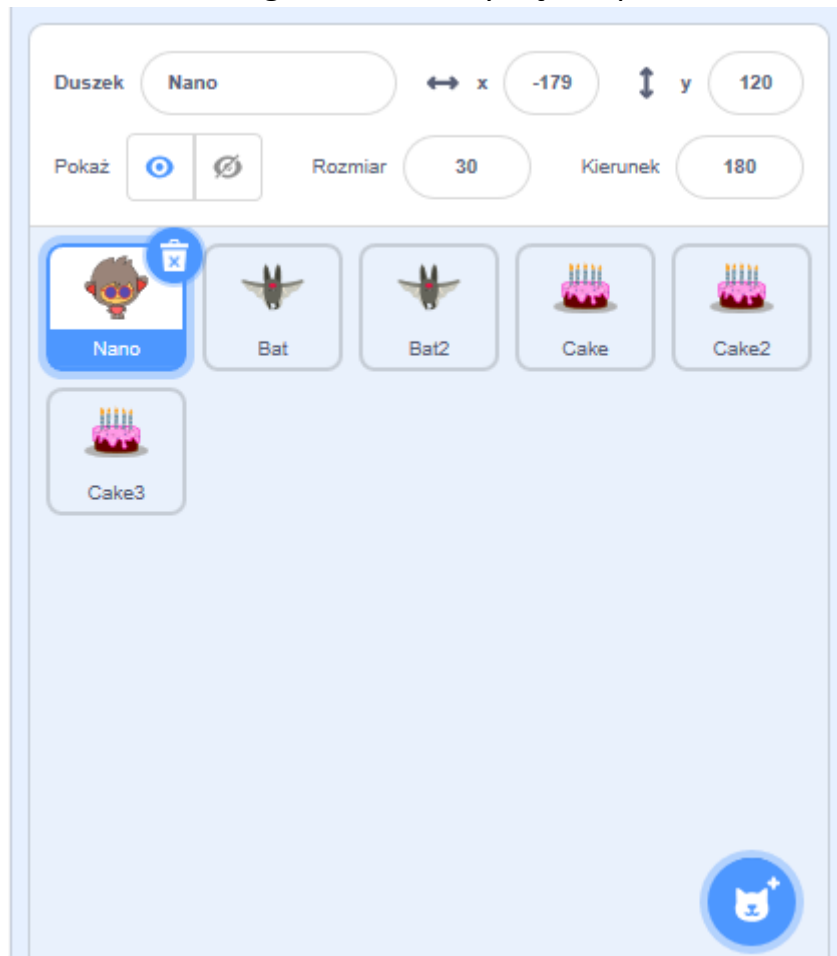 Duszek Nano x -179 y 120
Pokaż Rozmiar 30 Kierunek 180
Nano Bat Bat2 Cake Cake2
Cake3